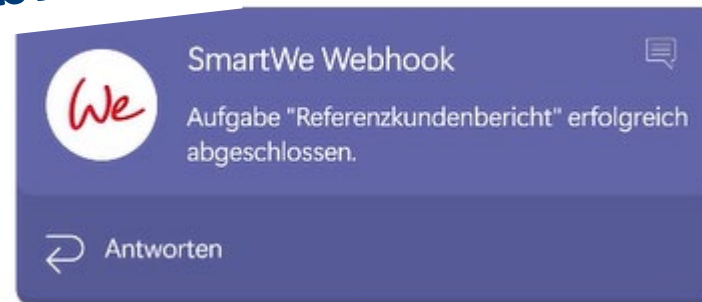 SmartWe Webhook
We
Aufgabe "Referenzkundenbericht" erfolgreich
abgeschlossen.
Antworten